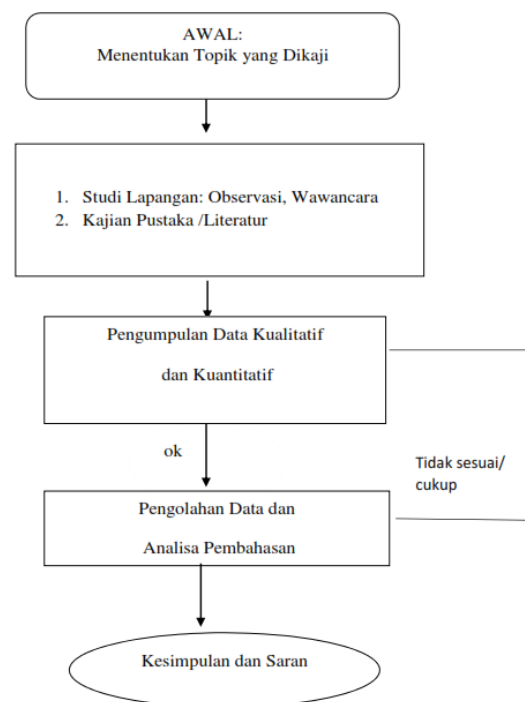 AWAL:
Menentukan Topik yang Dikaji
1. Studi Lapangan: Observasi, Wawancara
2. Kajian Pustaka /Literatur
Pengumpulan Data Kualitatif
dan Kuantitatif
ok
Tidak sesuai/
cukup
Pengolahan Data dan
Analisa Pembahasan
Kesimpulan dan Saran